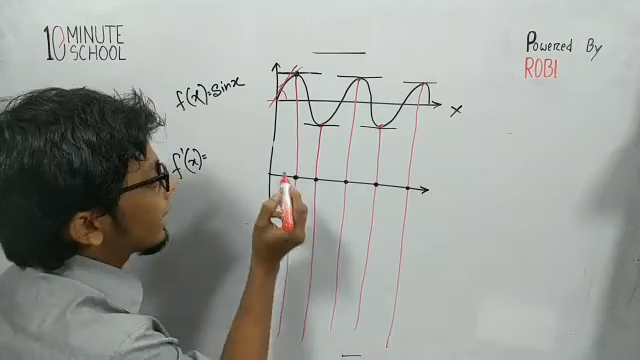 10 MINUTE
SCHOOL
Powered By
ROBI
f(x)=sinx
x
f'(x)=